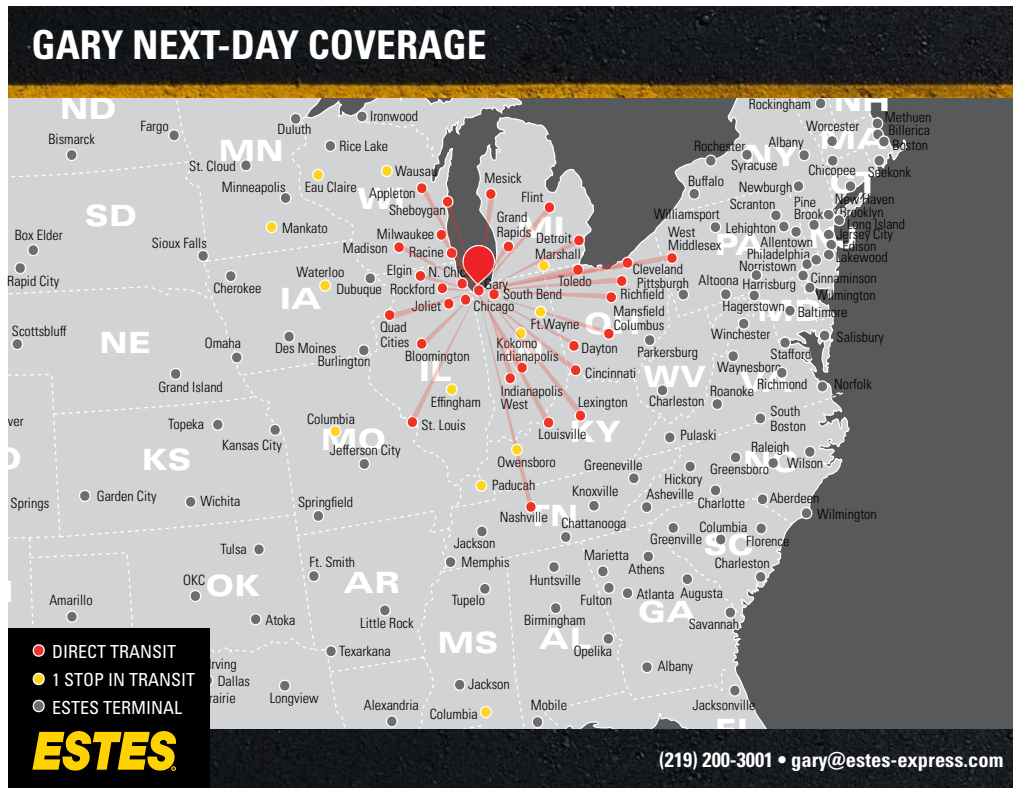 GARY NEXT-DAY COVERAGE
ND
Rockingham
NH
Ironwood
Methuen
Duluth
Fargo
Worcester
Billerica
Bismarck
MN
Rice Lake
Albany
MA
Boston
Rochester
NY
St. Cloud
Wausau
Syracuse
Chicopee
Seekonk
Minneapolis
Eau Claire
Mesick
Buffalo
Newburgh
CT
Appleton
Flint
Scranton
Pine
Brook
New Haven
SD
Sheboygan
Grand
Rapids
MI
Williamsport
Brooklyn
Mankato
Lehighton
Long Island
Box Elder
Milwaukee
Detroit
West
Middlesex
PA
Allentown
Jersey City
Sioux Falls
Madison
Racine
Marshall
Philadelphia
Edison
Lakewood
Waterloo
Elgin
N. Chic
Cleveland
Norristown
Rapid City
Toledo
Pittsburgh
Altoona
Cinnaminson
Cherokee
IA
Dubuque
Rockford
Gary
South Bend
Richfield
Harrisburg
Wilmington
Joliet
Chicago
Mansfield
Hagerstown
MD
Baltimore
Scottsbluff
Quad
Cities
Ft.Wayne
Columbus
Winchester
Salisbury
NE
Omaha
Des Moines
Burlington
Kokomo
Dayton
Parkersburg
Stafford
Bloomington
Indianapolis
Waynesboro
Grand Island
IL
Cincinnati
WV
Richmond
Norfolk
Effingham
Indianapolis
West
Lexington
Charleston
Roanoke
Columbia
South
Boston
ver
Topeka
MO
St. Louis
Louisville
KY
Pulaski
Kansas City
Jefferson City
Raleigh
KS
Owensboro
Greeneville
Greensboro
NC
Wilson
Hickory
Springs
Garden City
Wichita
Springfield
Paducah
Knoxville
Asheville
Charlotte
Aberdeen
Nashville
TN
Chattanooga
Wilmington
Columbia
Jackson
Greenville
SC
Florence
Tulsa
Memphis
Marietta
Charleston
Ft. Smith
Athens
OKC
OK
AR
Huntsville
Amarillo
Tupelo
Fulton
Atlanta
Augusta
Atoka
Little Rock
Birmingham
GA
Savannah
MS
AL
Opelika
Texarkana
Albany
Irving
Dallas
rairie
Longview
Jackson
Alexandria
Columbia
Mobile
Jacksonville
FL
DIRECT TRANSIT
1 STOP IN TRANSIT
ESTES TERMINAL
ESTES
(219) 200-3001 • gary@estes-express.com